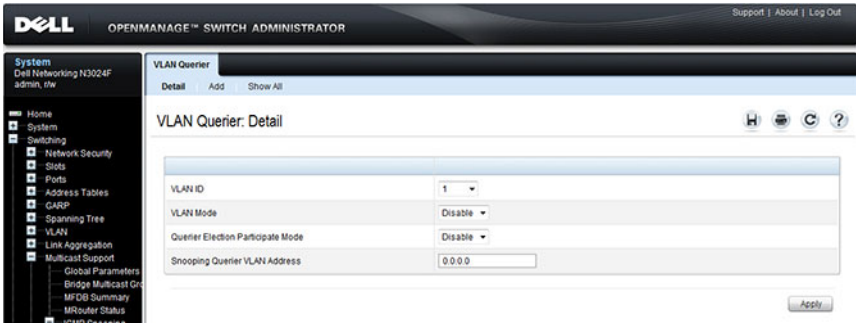 Support | About | Log Out
DELL OPENMANAGE™ SWITCH ADMINISTRATOR
System
Dell Networking N3024F
admin, r/w
Home
System
Switching
Network Security
Slots
Ports
Address Tables
GARP
Spanning Tree
VLAN
Link Aggregation
Multicast Support
Global Parameters
Bridge Multicast Gro
MFDB Summary
MRouter Status
IGMP Snooping
VLAN Querier
Detail Add Show All
VLAN Querier: Detail
VLAN ID 1
VLAN Mode Disable
Querier Election Participate Mode Disable
Snooping Querier VLAN Address 0.0.0.0
Apply